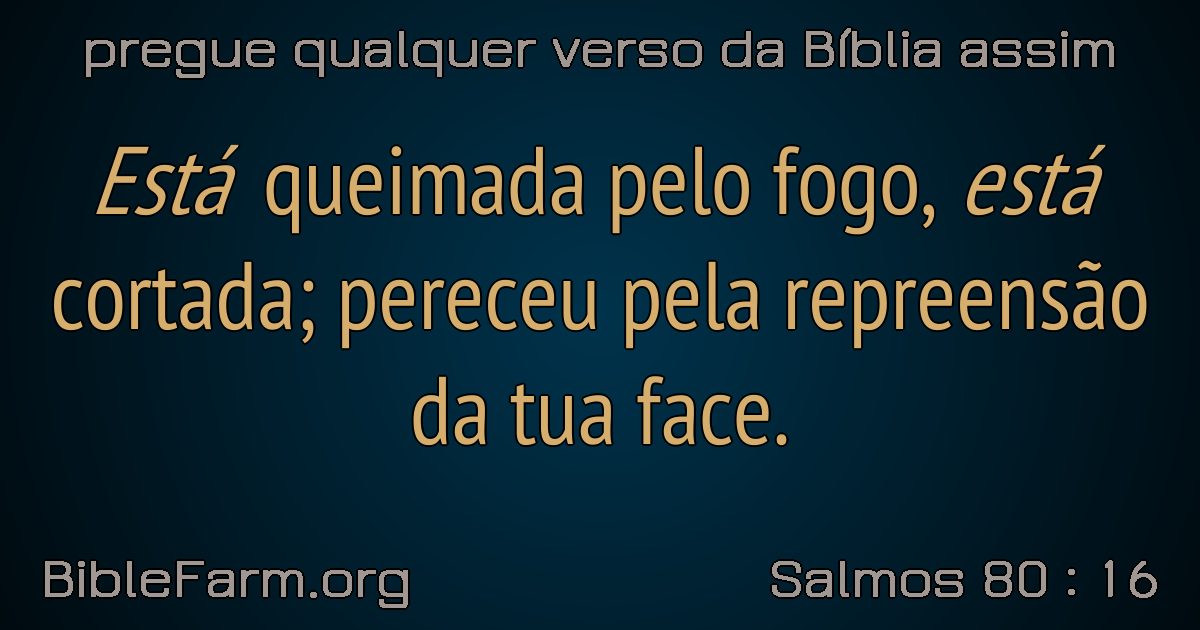 pregue qualquer verso da Bíblia assim
Está queimada pelo fogo, está
cortada; pereceu pela repreensão
da tua face.
BibleFarm.org
Salmos 80 : 16